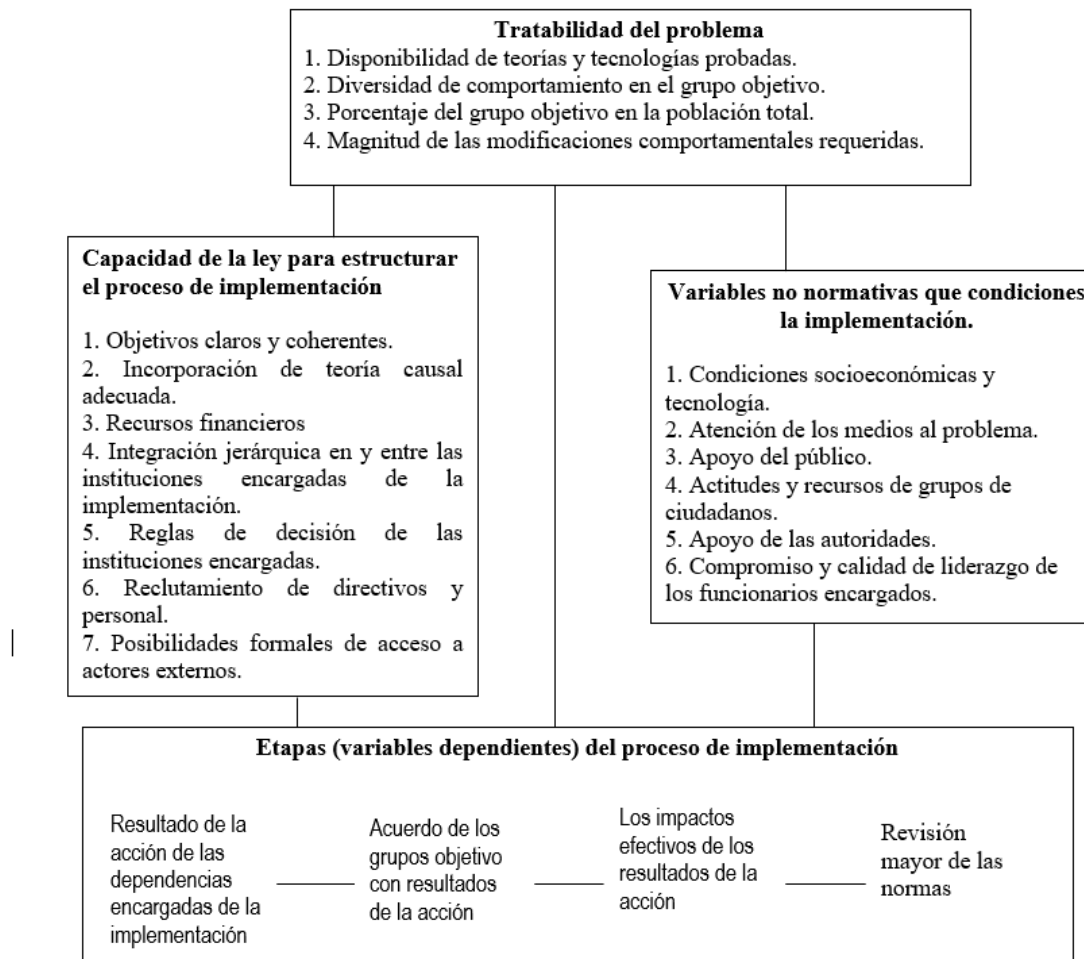 Tratabilidad del problema
1. Disponibilidad de teorías y tecnologías probadas.
2. Diversidad de comportamiento en el grupo objetivo.
3. Porcentaje del grupo objetivo en la población total.
4. Magnitud de las modificaciones comportamentales requeridas.
Capacidad de la ley para estructurar
el proceso de implementación
1. Objetivos claros y coherentes.
2. Incorporación de teoría causal
adecuada.
3. Recursos financieros
4. Integración jerárquica en y entre las
instituciones encargadas de la
implementación.
5. Reglas de decisión de las
instituciones encargadas.
6. Reclutamiento de directivos y
personal.
7. Posibilidades formales de acceso a
actores externos.
Variables no normativas que condiciones
la implementación.
1. Condiciones socioeconómicas y
tecnología.
2. Atención de los medios al problema.
3. Apoyo del público.
4. Actitudes y recursos de grupos de
ciudadanos.
5. Apoyo de las autoridades.
6. Compromiso y calidad de liderazgo de
los funcionarios encargados.
Etapas (variables dependientes) del proceso de implementación
Resultado de la
acción de las
dependencias
encargadas de la
implementación
Acuerdo de los
grupos objetivo
con resultados
de la acción
Los impactos
efectivos de los
resultados de la
acción
Revisión
mayor de las
normas